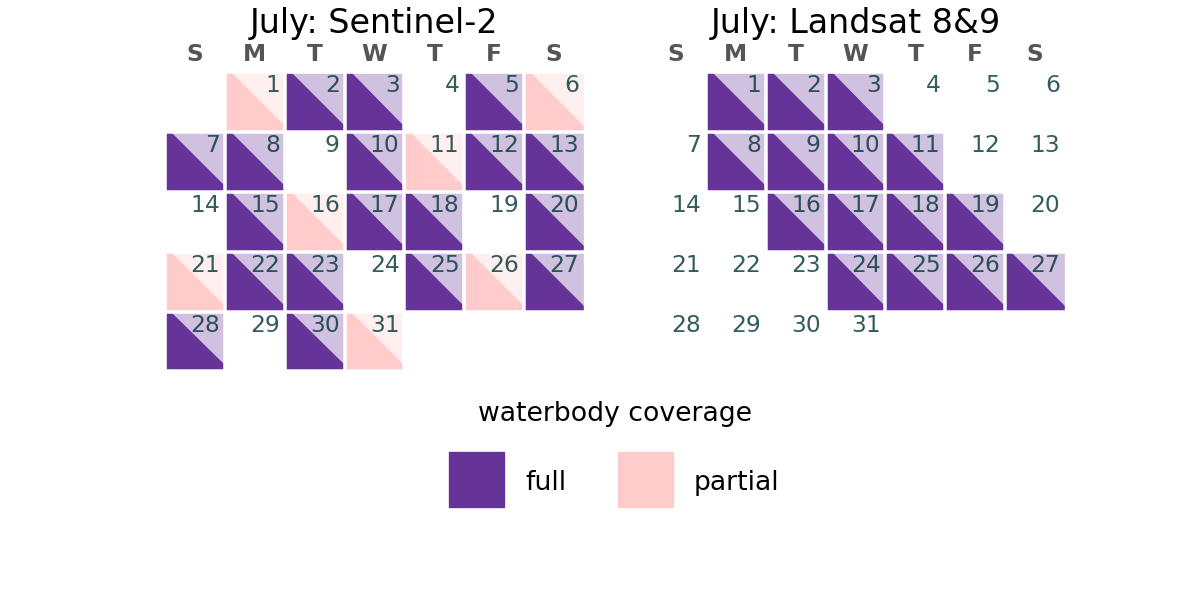 July: Sentinel-2
S M T W T F S
1 2 3 4 5 6
7 8 9 10 11 12 13
14 15 16 17 18 19 20
21 22 23 24 25 26 27
28 29 30 31
July: Landsat 8&9
S M T W T F S
1 2 3 4 5 6
7 8 9 10 11 12 13
14 15 16 17 18 19 20
21 22 23 24 25 26 27
28 29 30 31
waterbody coverage
full partial